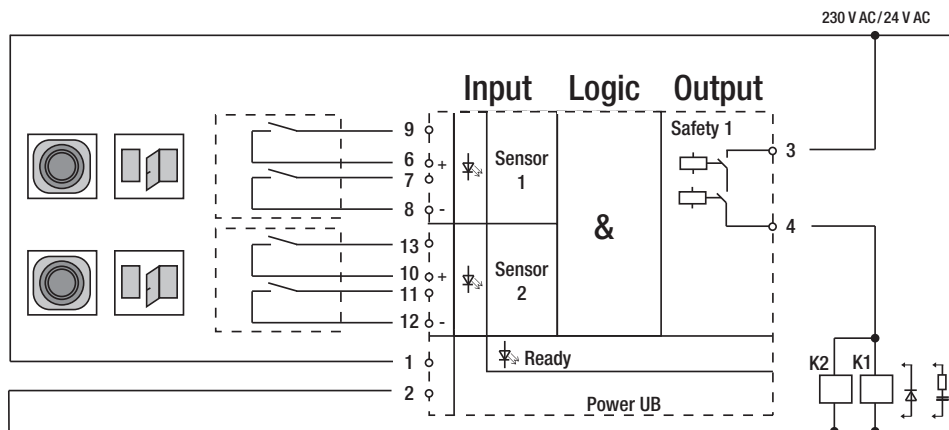 230 V AC/24 V AC
Input Logic Output
Safety 1
9
6 +
7
8 -
Sensor
1
3
4
&
13
10 +
11
12 -
Sensor
2
1
2
Ready
Power UB
K2 K1